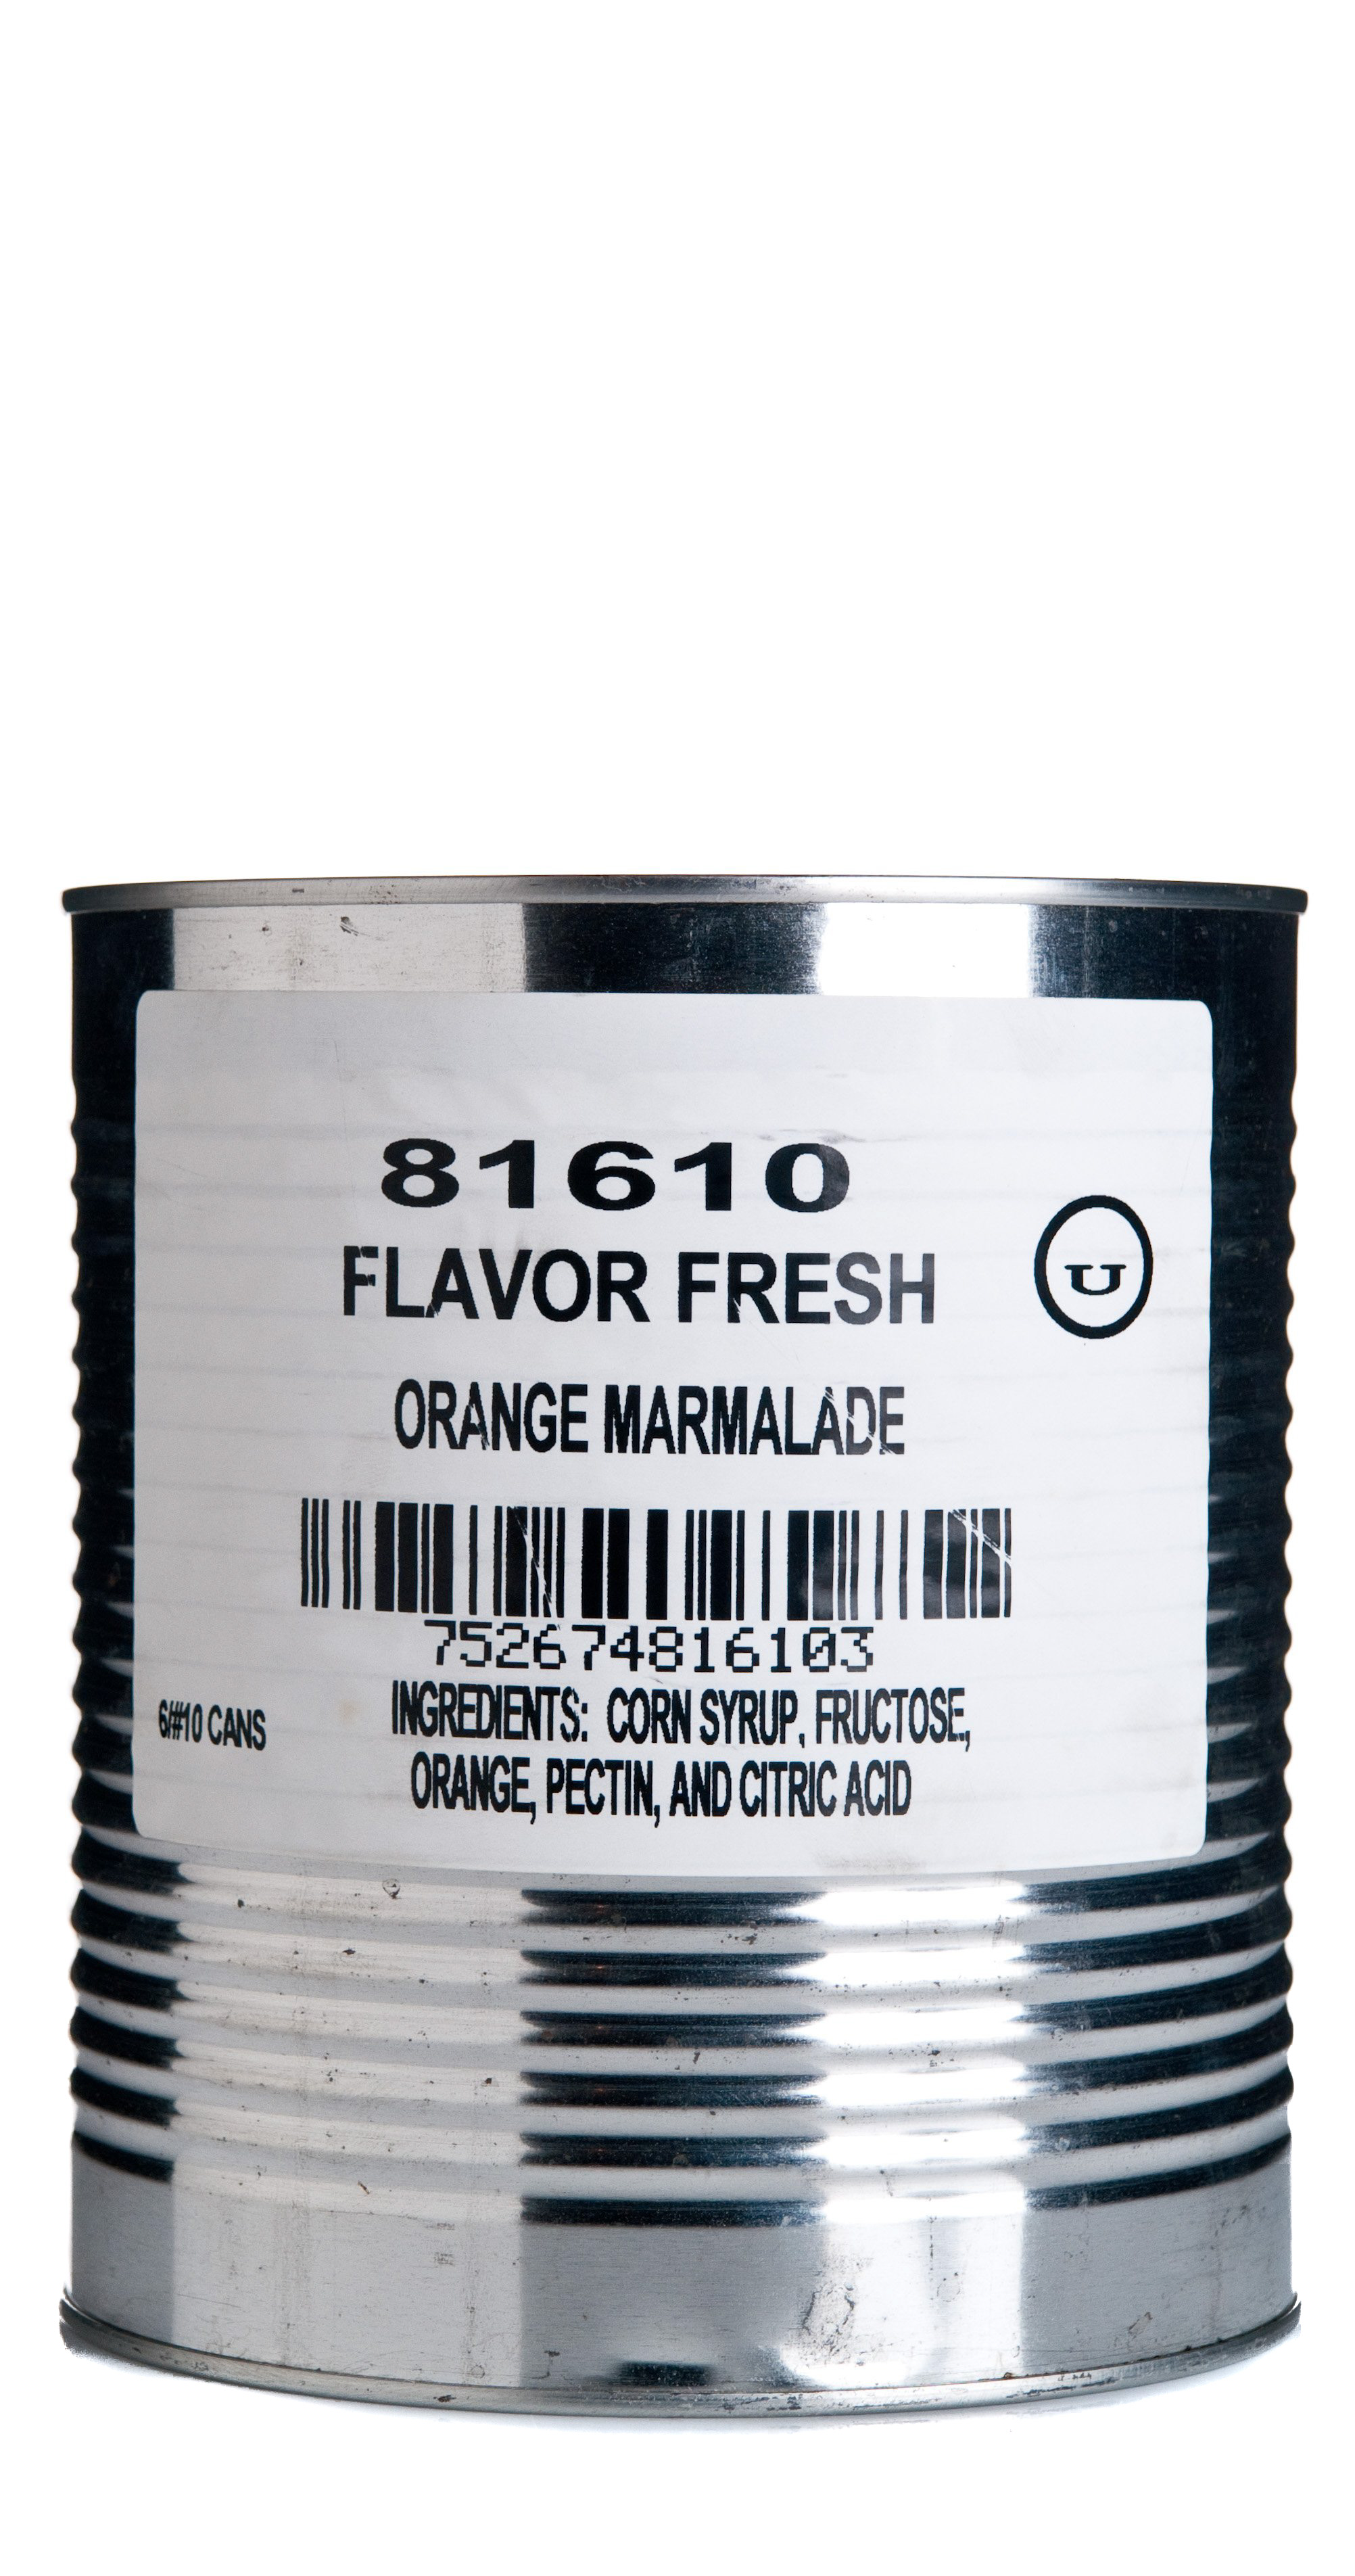 81610
FLAVOR FRESH
U
ORANGE MARMALADE
752674816103
6/#10 CANS
INGREDIENTS: CORN SYRUP, FRUCTOSE,
ORANGE, PECTIN, AND CITRIC ACID